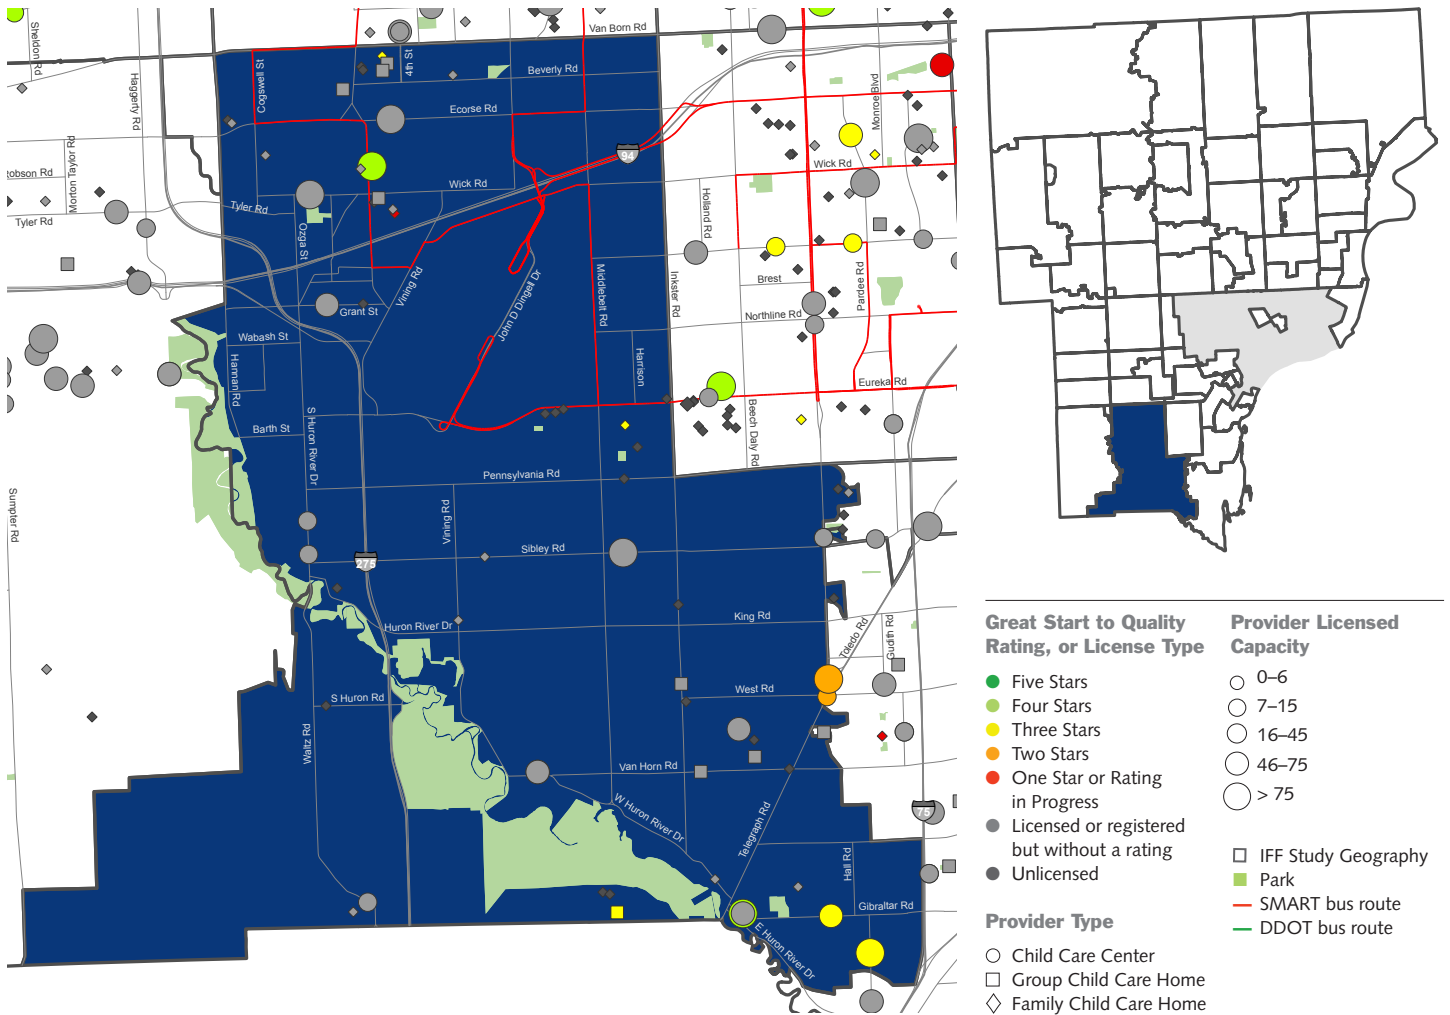 Van Born Rd
Sheldon Rd
Haggerty Rd
Cogswell St
4th St
Beverly Rd
Monroe Blvd
Ecorse Rd
Morton Taylor Rd
94
Wick Rd
Wick Rd
Tyler Rd
Tyler Rd
Holland Rd
Ozga St
Vining Rd
John D Dingell Dr
Middlebelt Rd
Inkster Rd
Brest
Pardee Rd
Grant St
Northline Rd
Wabash St
Hannan Rd
Harrison
Eureka Rd
S Huron River Dr
Beech Daly Rd
Barth St
Pennsylvania Rd
Sumpter Rd
Vining Rd
Sibley Rd
275
King Rd
Huron River Dr
Toledo Rd
Gudith Rd
West Rd
S Huron Rd
Waltz Rd
Van Horn Rd
W Huron River Dr
Telegraph Rd
75
Hall Rd
Gibraltar Rd
E Huron River Dr
Great Start to Quality
Rating, or License Type
Five Stars
Four Stars
Three Stars
Two Stars
One Star or Rating
in Progress
Licensed or registered
but without a rating
Unlicensed
Provider Type
Child Care Center
Group Child Care Home
Family Child Care Home
Provider Licensed
Capacity
0–6
7–15
16–45
46–75
> 75
IFF Study Geography
Park
SMART bus route
DDOT bus route